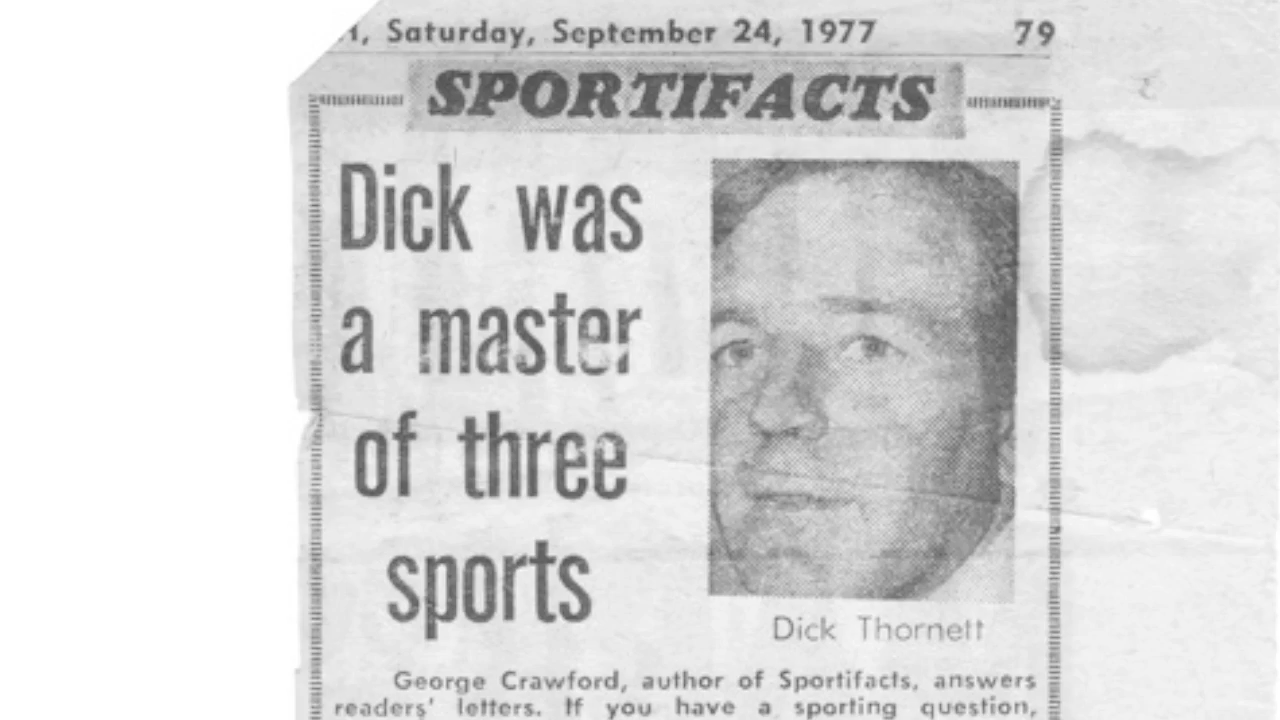 Saturday, September 24, 1977 79
SPORTIFACTS
Dick was
a master
of three
sports
Dick Thornett
George Crawford, author of Sportifacts, answers
readers' letters. If you have a sporting question,